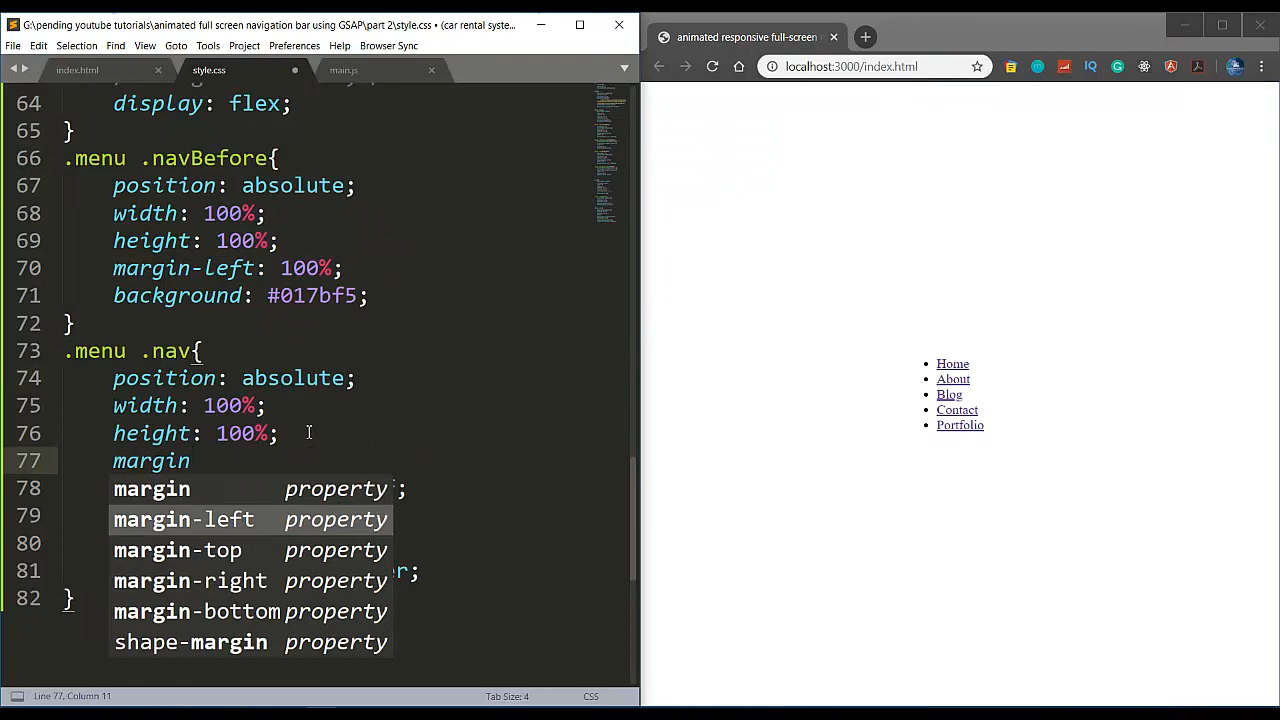 G:\pending youtube tutorials\animated full screen navigation bar using GSAP\part 2\style.css • (car rental syste...
File Edit Selection Find View Goto Tools Project Preferences Help Browser Sync
index.html
style.css
main.js
64 display: flex;
65 }
66 .menu .navBefore{
67 position: absolute;
68 width: 100%;
69 height: 100%;
70 margin-left: 100%;
71 background: #017bf5;
72 }
73 .menu .nav{
74 position: absolute;
75 width: 100%;
76 height: 100%;
77 margin
78 ;
79
80
81 er;
82 }
margin property
margin-left property
margin-top property
margin-right property
margin-bottom property
shape-margin property
Line 77, Column 11
Tab Size: 4
CSS
animated responsive full-screen
localhost:3000/index.html
Home
About
Blog
Contact
Portfolio